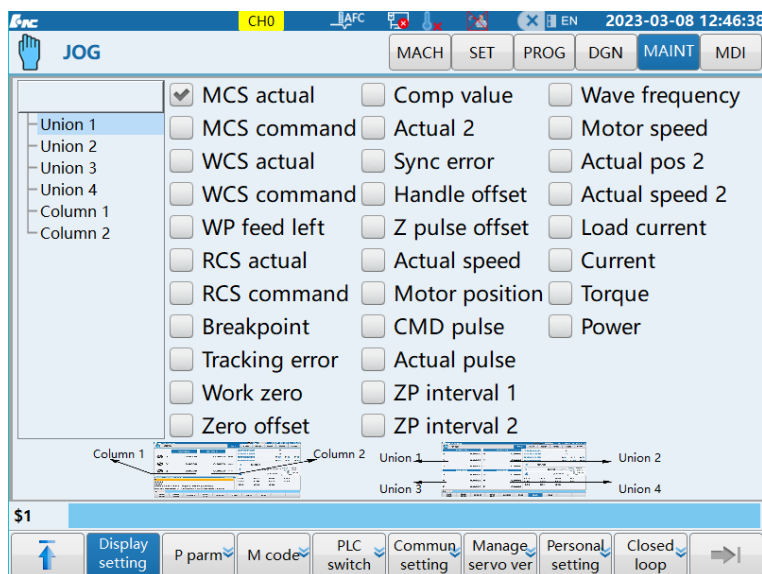 CH0 AFC EN 2023-03-08 12:46:38
JOG MACH SET PROG DGN MAINT MDI
Union 1
Union 2
Union 3
Union 4
Column 1
Column 2
MCS actual Comp value Wave frequency
MCS command Actual 2 Motor speed
WCS actual Sync error Actual pos 2
WCS command Handle offset Actual speed 2
WP feed left Z pulse offset Load current
RCS actual Actual speed Current
RCS command Motor position Torque
Breakpoint CMD pulse Power
Tracking error Actual pulse
Work zero ZP interval 1
Zero offset ZP interval 2
Column 1 Column 2 Union 1 Union 2
Union 3 Union 4
$1
Display setting
P parm
M code
PLC switch
Commun setting
Manage servo ver
Personal setting
Closed loop